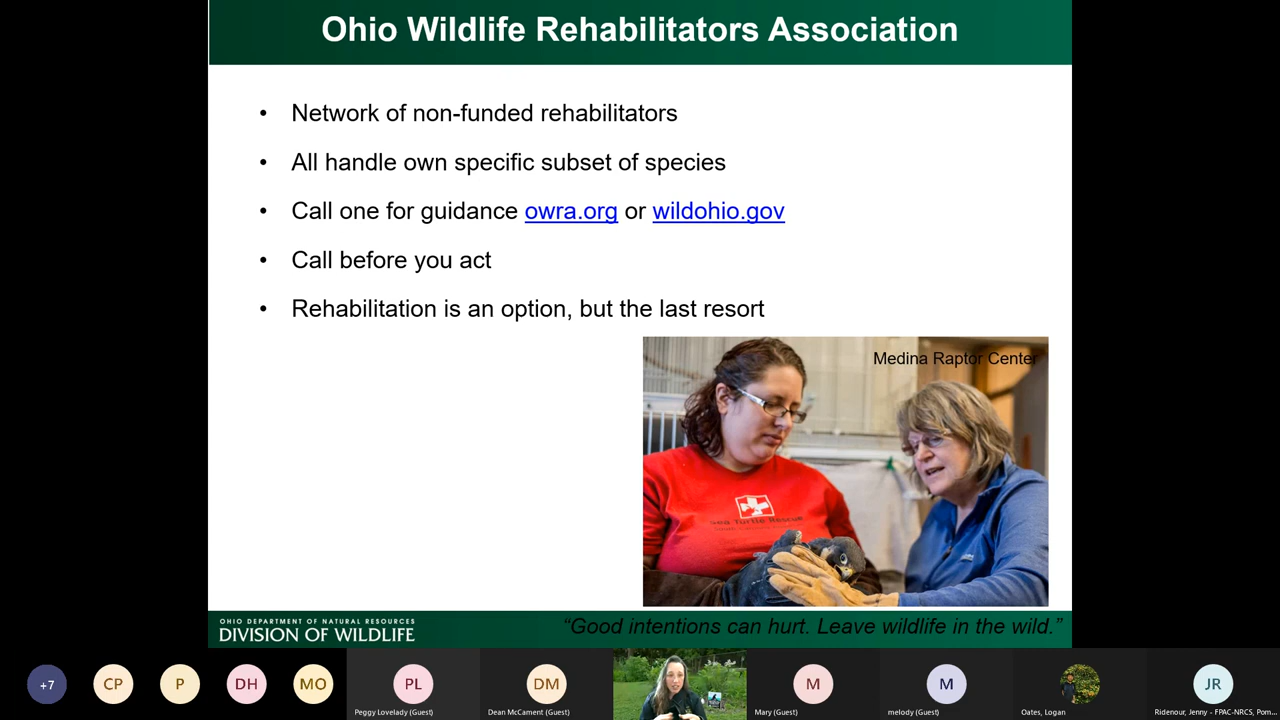 Ohio Wildlife Rehabilitators Association
• Network of non-funded rehabilitators
• All handle own specific subset of species
• Call one for guidance owra.org or wildohio.gov
• Call before you act
• Rehabilitation is an option, but the last resort
Medina Raptor Center
Sea Turtle Rescue
OHIO DEPARTMENT OF NATURAL RESOURCES
DIVISION OF WILDLIFE
“Good intentions can hurt. Leave wildlife in the wild.”
+7
CP
P
DH
MO
PL
DM
M
M
JR
Peggy Lovelady (Guest)
Dean McCament (Guest)
Mary (Guest)
melody (Guest)
Oates, Logan
Ridenour, Jenny - FPAC-NRCS, Pom...